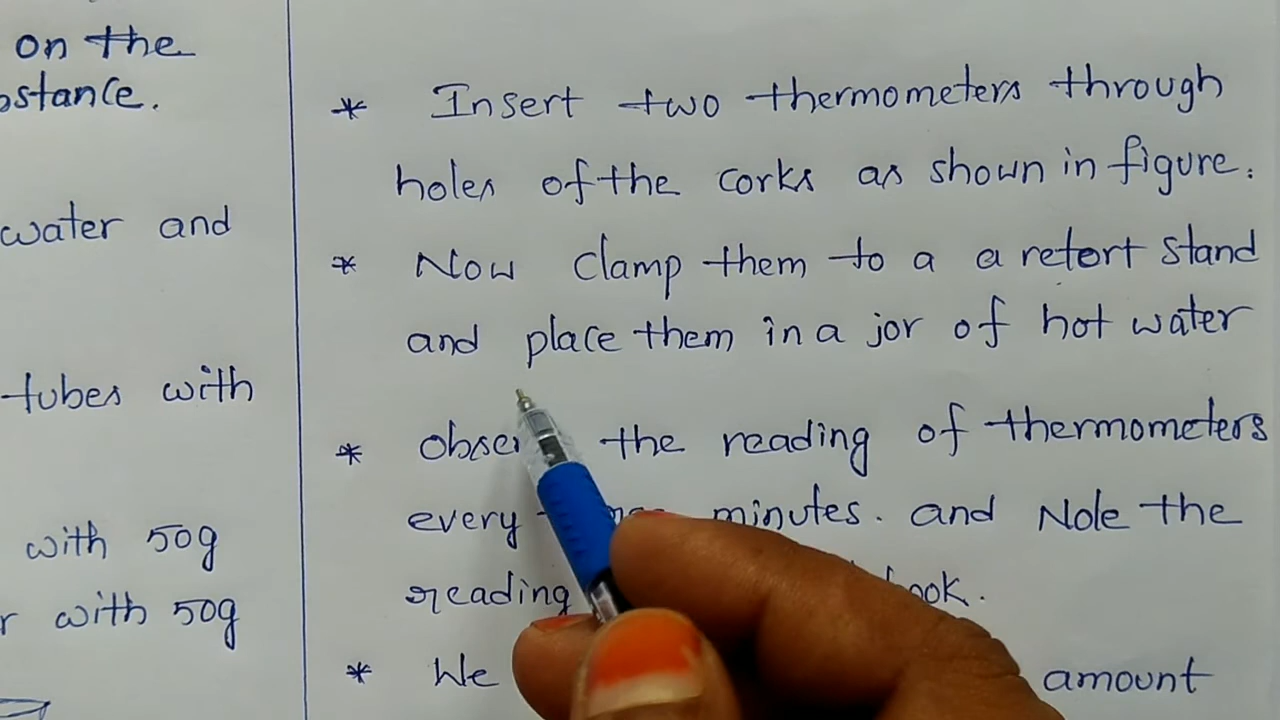 on the
stance.
water and
tubes with
with 50g
r with 50g
* Insert two thermometers through
holes of the corks as shown in figure.
* Now clamp them to a a retort stand
and place them in a jor of hot water
* obser the reading of thermometers
every minutes. and Note the
reading ook.
* We amount